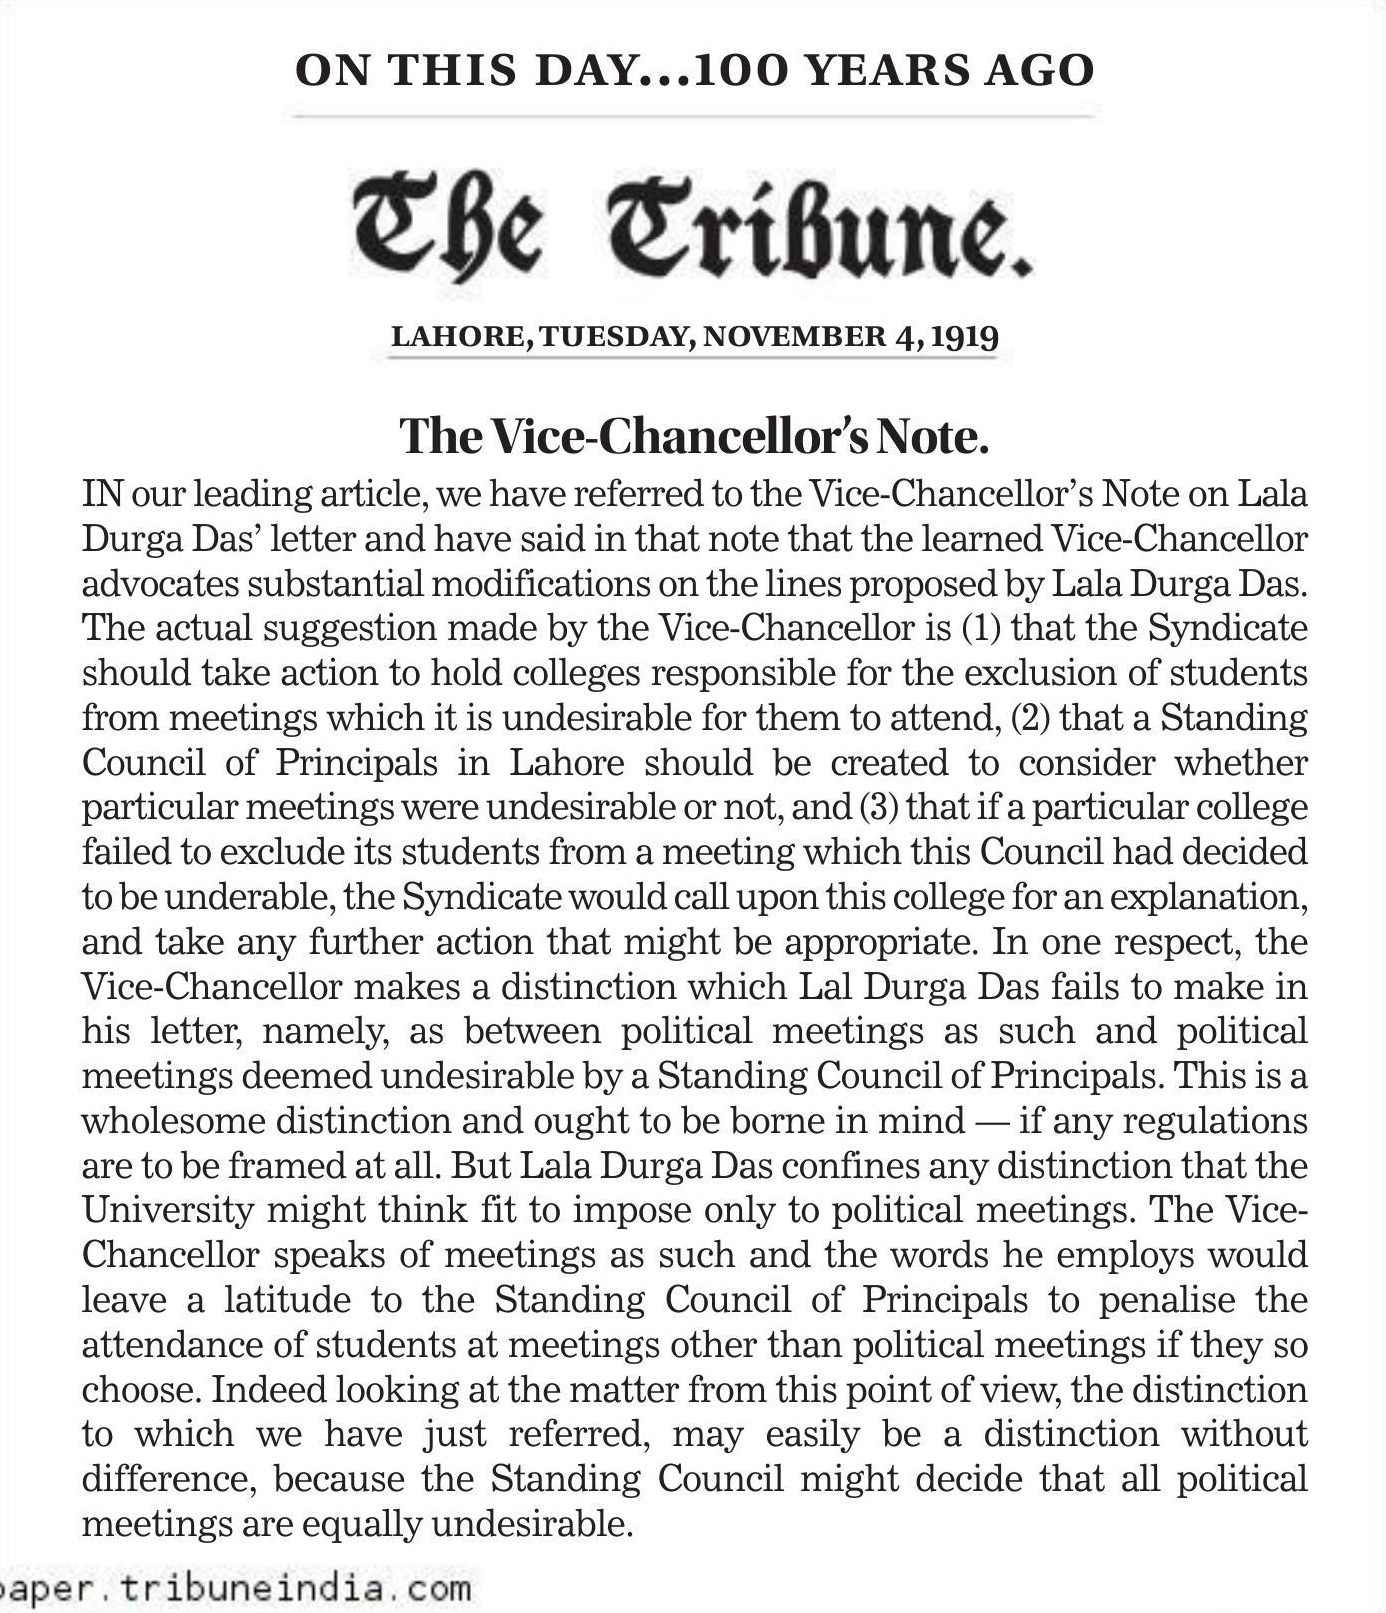 ON THIS DAY...100 YEARS AGO
The Tribune.
LAHORE, TUESDAY, NOVEMBER 4, 1919
The Vice-Chancellor’s Note.
IN our leading article, we have referred to the Vice-Chancellor’s Note on Lala
Durga Das’ letter and have said in that note that the learned Vice-Chancellor
advocates substantial modifications on the lines proposed by Lala Durga Das.
The actual suggestion made by the Vice-Chancellor is (1) that the Syndicate
should take action to hold colleges responsible for the exclusion of students
from meetings which it is undesirable for them to attend, (2) that a Standing
Council of Principals in Lahore should be created to consider whether
particular meetings were undesirable or not, and (3) that if a particular college
failed to exclude its students from a meeting which this Council had decided
to be underable, the Syndicate would call upon this college for an explanation,
and take any further action that might be appropriate. In one respect, the
Vice-Chancellor makes a distinction which Lal Durga Das fails to make in
his letter, namely, as between political meetings as such and political
meetings deemed undesirable by a Standing Council of Principals. This is a
wholesome distinction and ought to be borne in mind — if any regulations
are to be framed at all. But Lala Durga Das confines any distinction that the
University might think fit to impose only to political meetings. The Vice-
Chancellor speaks of meetings as such and the words he employs would
leave a latitude to the Standing Council of Principals to penalise the
attendance of students at meetings other than political meetings if they so
choose. Indeed looking at the matter from this point of view, the distinction
to which we have just referred, may easily be a distinction without
difference, because the Standing Council might decide that all political
meetings are equally undesirable.
paper.tribuneindia.com